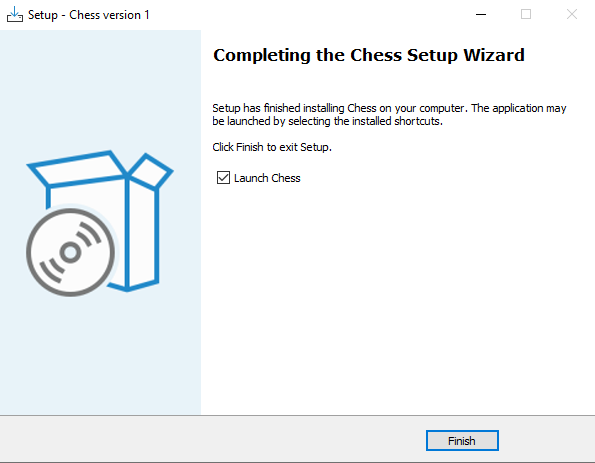 Setup - Chess version 1
Completing the Chess Setup Wizard
Setup has finished installing Chess on your computer. The application may
be launched by selecting the installed shortcuts.
Click Finish to exit Setup.
Launch Chess
Finish